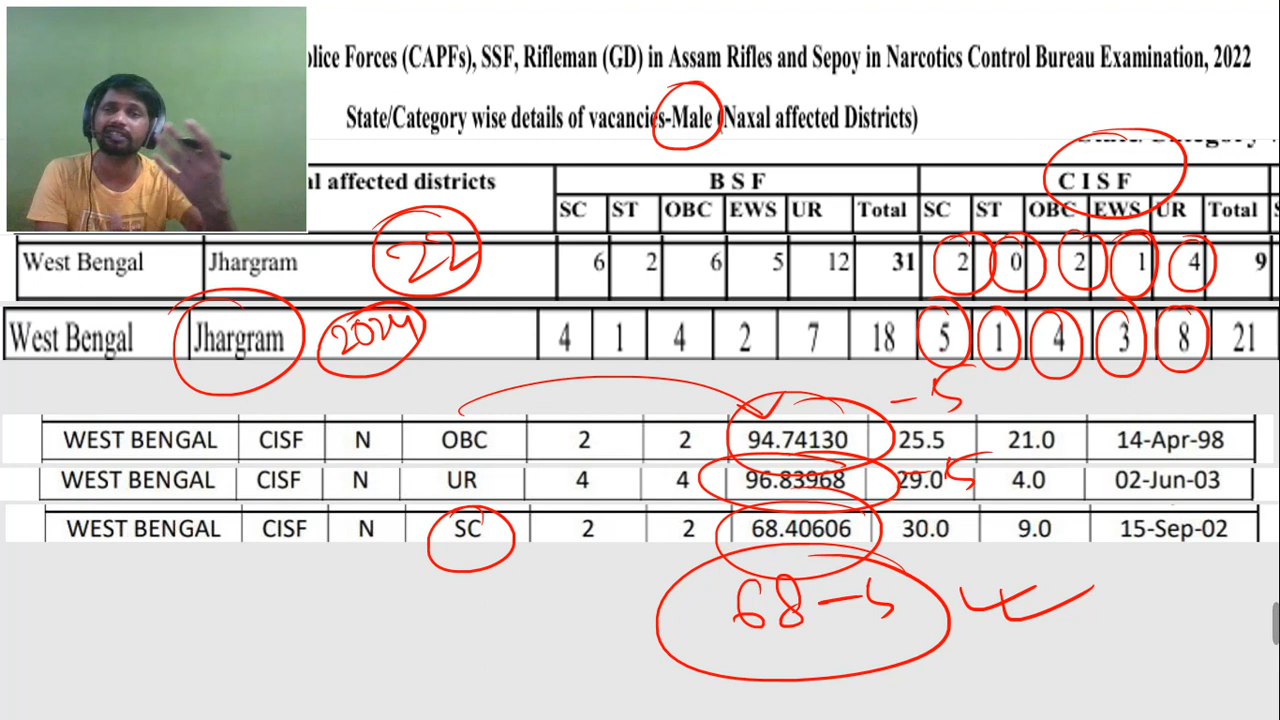 olice Forces (CAPFs), SSF, Rifleman (GD) in Assam Rifles and Sepoy in Narcotics Control Bureau Examination, 2022
State/Category wise details of vacancies-Male (Naxal affected Districts)
al affected districts BSF CISF
SC ST OBC EWS UR Total SC ST OBC EWS UR Total
West Bengal Jhargram 22 6 2 6 5 12 31 2 0 2 1 4 9
West Bengal Jhargram 2024 4 1 4 2 7 18 5 1 4 3 8 21
- 5
WEST BENGAL CISF N OBC 2 2 94.74130 25.5 21.0 14-Apr-98
WEST BENGAL CISF N UR 4 4 96.83968 29.0 - 5 4.0 02-Jun-03
WEST BENGAL CISF N SC 2 2 68.40606 30.0 9.0 15-Sep-02
68 - 5